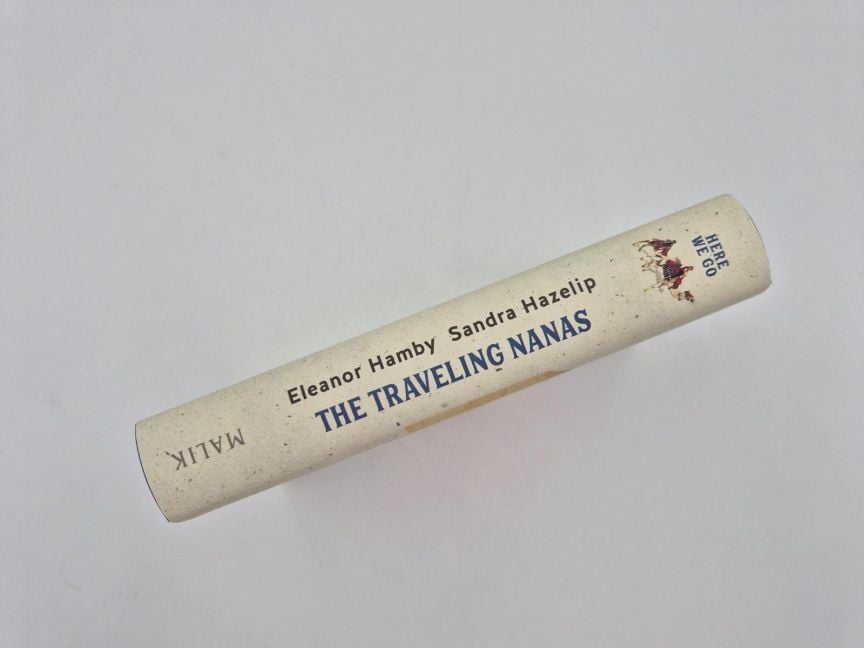 HERE
WE GO
Eleanor Hamby Sandra Hazelip
THE TRAVELING NANAS
MALIK